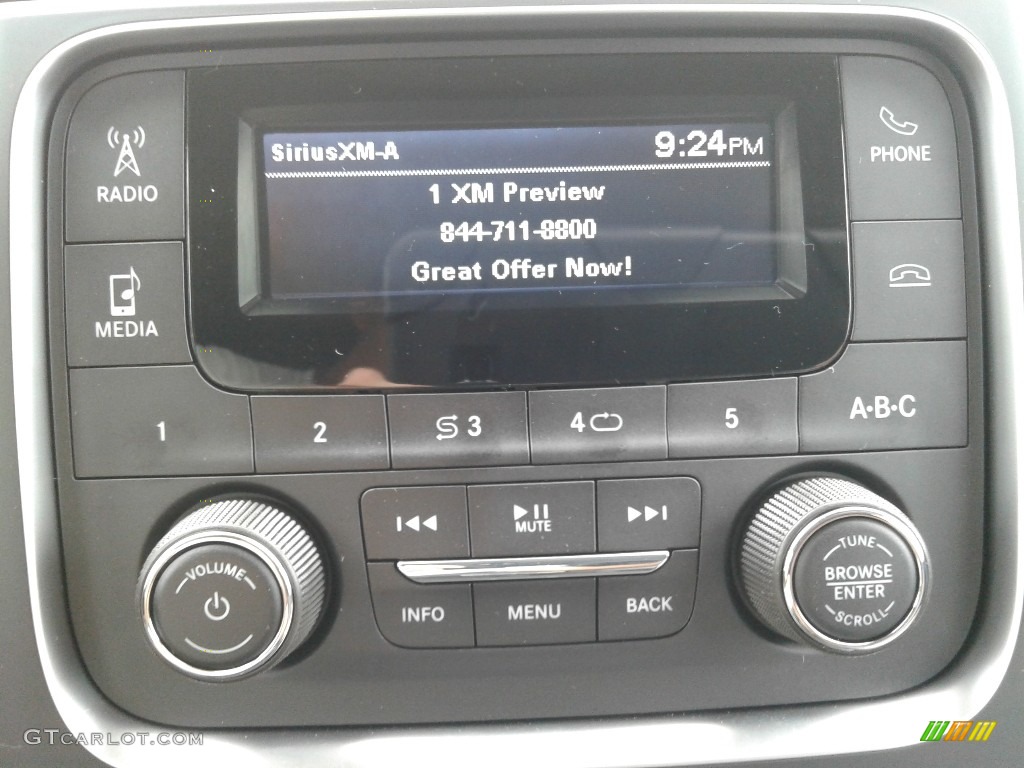 SiriusXM-A 9:24PM
1 XM Preview
844-711-8800
Great Offer Now!
RADIO
MEDIA
PHONE
1 2 3 4 5 A·B·C
MUTE
INFO MENU BACK
VOLUME
TUNE
BROWSE
ENTER
SCROLL
GTCARLOT.COM